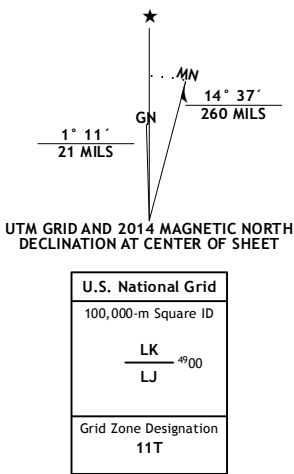 MN
GN
14° 37´
260 MILS
1° 11´
21 MILS
UTM GRID AND 2014 MAGNETIC NORTH
DECLINATION AT CENTER OF SHEET
U.S. National Grid
100,000-m Square ID
LK
LJ
4900
Grid Zone Designation
11T